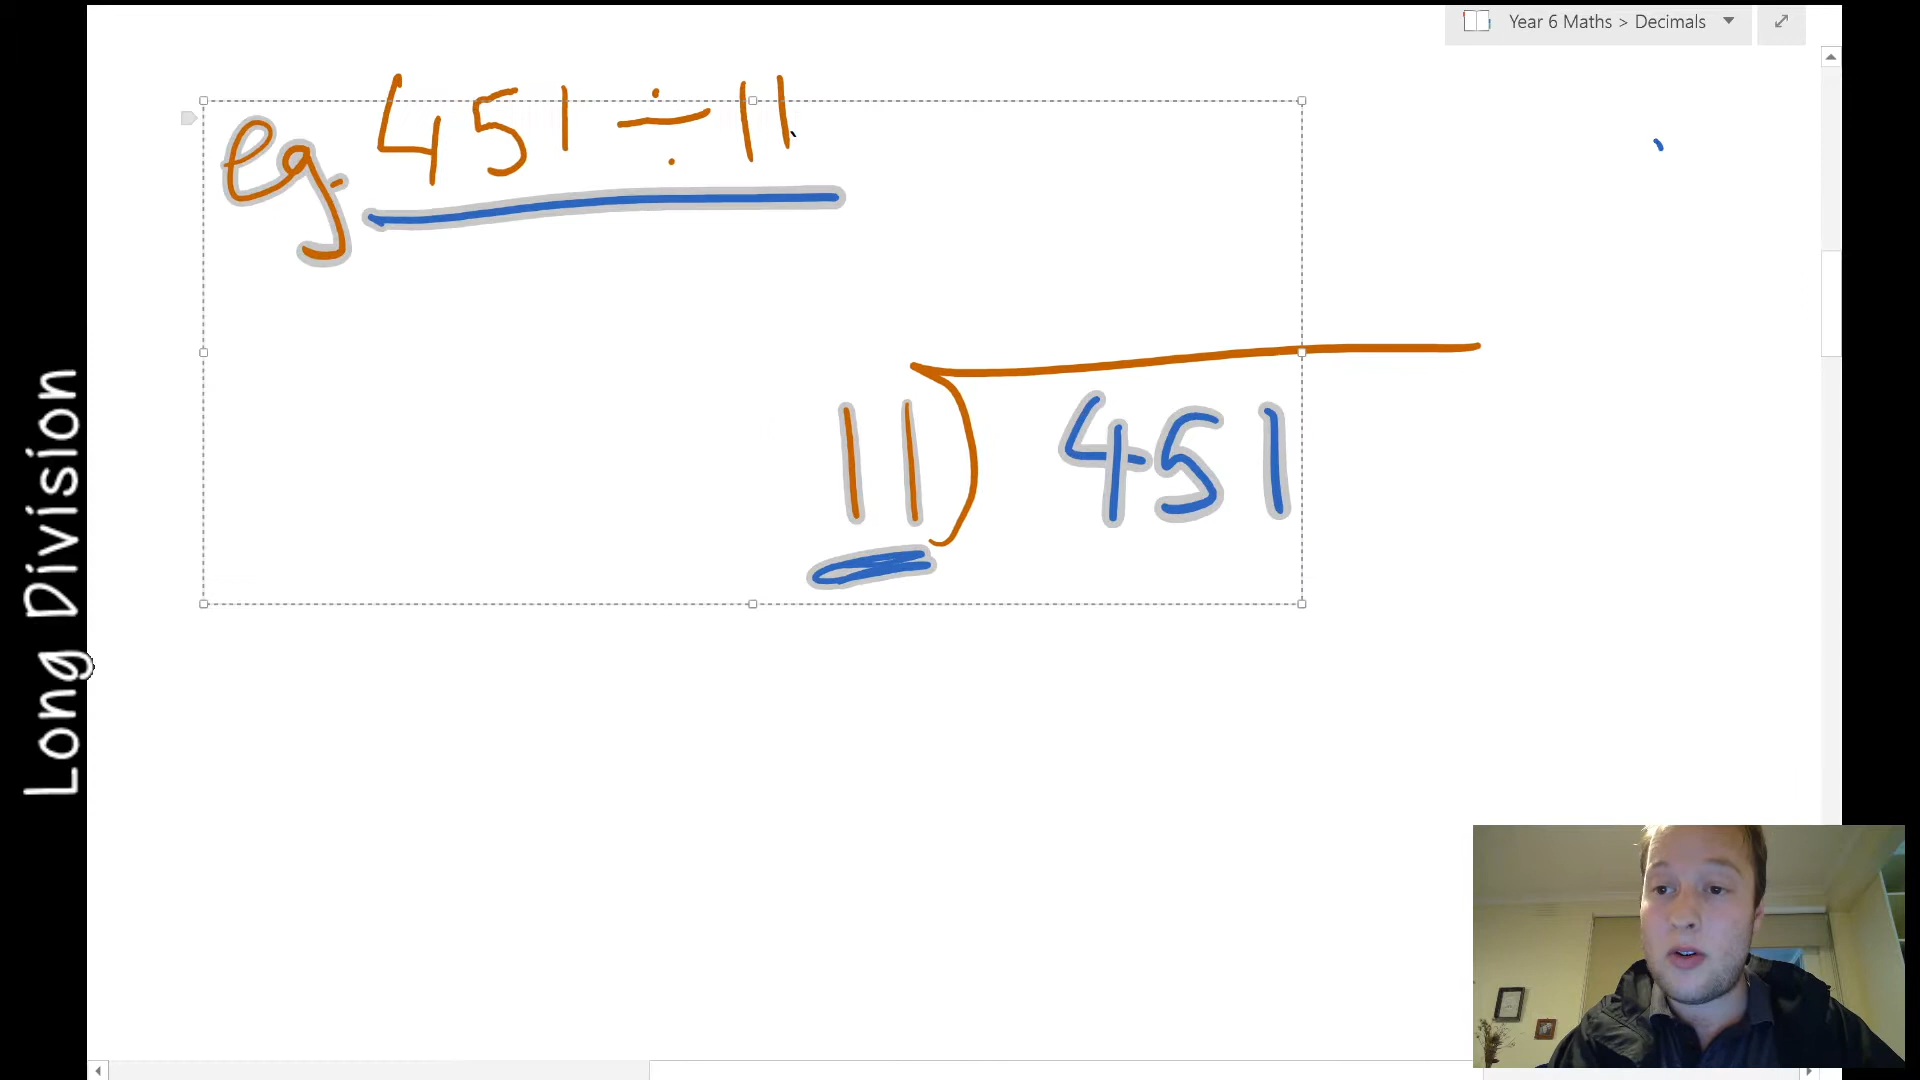 Year 6 Maths > Decimals
eg. 451 ÷ 11
11) 451
Long Division